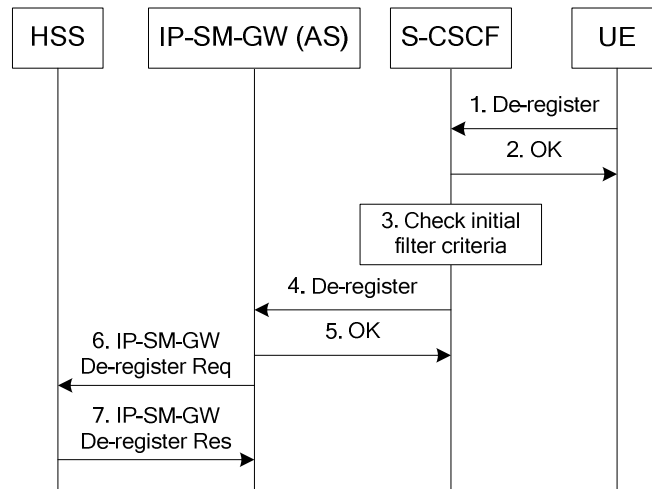 HSS
IP-SM-GW (AS)
S-CSCF
UE
1. De-register
2. OK
3. Check initial
filter criteria
4. De-register
5. OK
6. IP-SM-GW
De-register Req
7. IP-SM-GW
De-register Res